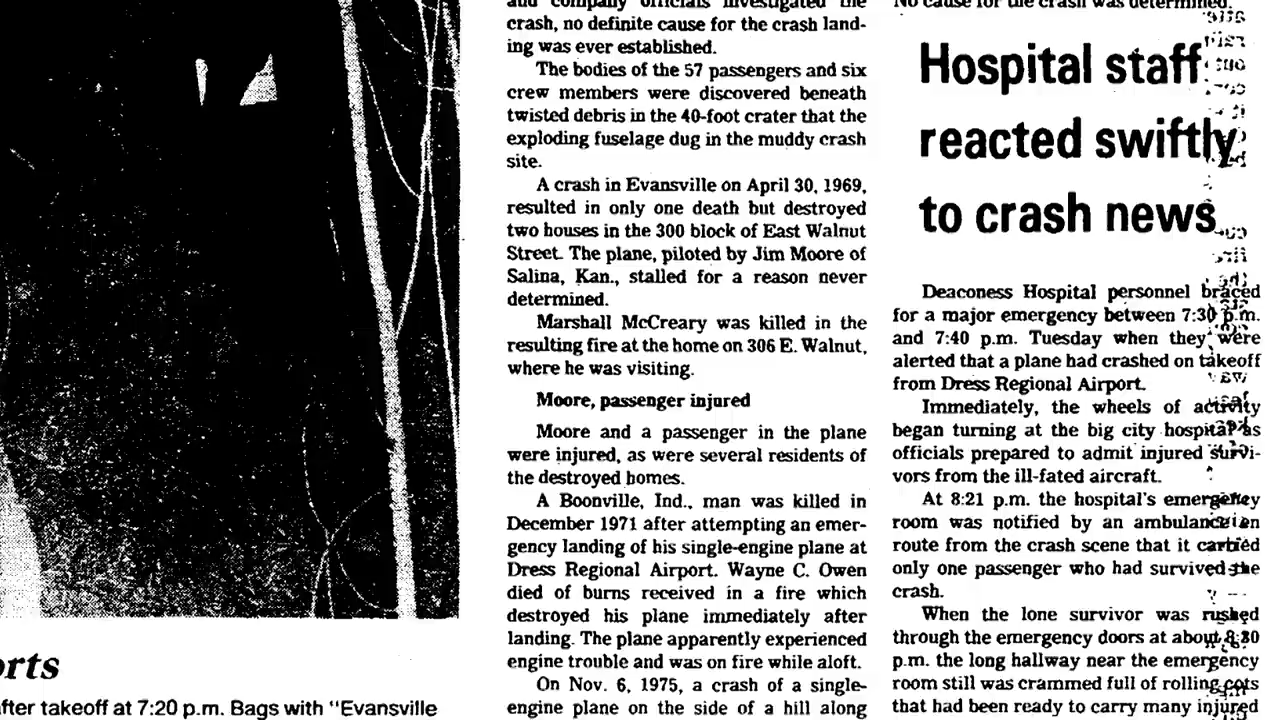 and company officials investigated the
crash, no definite cause for the crash land-
ing was ever established.
The bodies of the 57 passengers and six
crew members were discovered beneath
twisted debris in the 40-foot crater that the
exploding fuselage dug in the muddy crash
site.
A crash in Evansville on April 30, 1969,
resulted in only one death but destroyed
two houses in the 300 block of East Walnut
Street. The plane, piloted by Jim Moore of
Salina, Kan., stalled for a reason never
determined.
Marshall McCreary was killed in the
resulting fire at the home on 306 E. Walnut,
where he was visiting.
Moore, passenger injured
Moore and a passenger in the plane
were injured, as were several residents of
the destroyed homes.
A Boonville, Ind., man was killed in
December 1971 after attempting an emer-
gency landing of his single-engine plane at
Dress Regional Airport. Wayne C. Owen
died of burns received in a fire which
destroyed his plane immediately after
landing. The plane apparently experienced
engine trouble and was on fire while aloft.
On Nov. 6, 1975, a crash of a single-
engine plane on the side of a hill along
No cause for the crash was determined.
Hospital staff
reacted swiftly
to crash news
Deaconess Hospital personnel braced
for a major emergency between 7:30 p.m.
and 7:40 p.m. Tuesday when they were
alerted that a plane had crashed on takeoff
from Dress Regional Airport.
Immediately, the wheels of activity
began turning at the big city hospital as
officials prepared to admit injured survi-
vors from the ill-fated aircraft.
At 8:21 p.m. the hospital's emergency
room was notified by an ambulance en
route from the crash scene that it carried
only one passenger who had survived the
crash.
When the lone survivor was rushed
through the emergency doors at about 8:30
p.m. the long hallway near the emergency
room still was crammed full of rolling cots
that had been ready to carry many injured
orts
after takeoff at 7:20 p.m. Bags with "Evansville